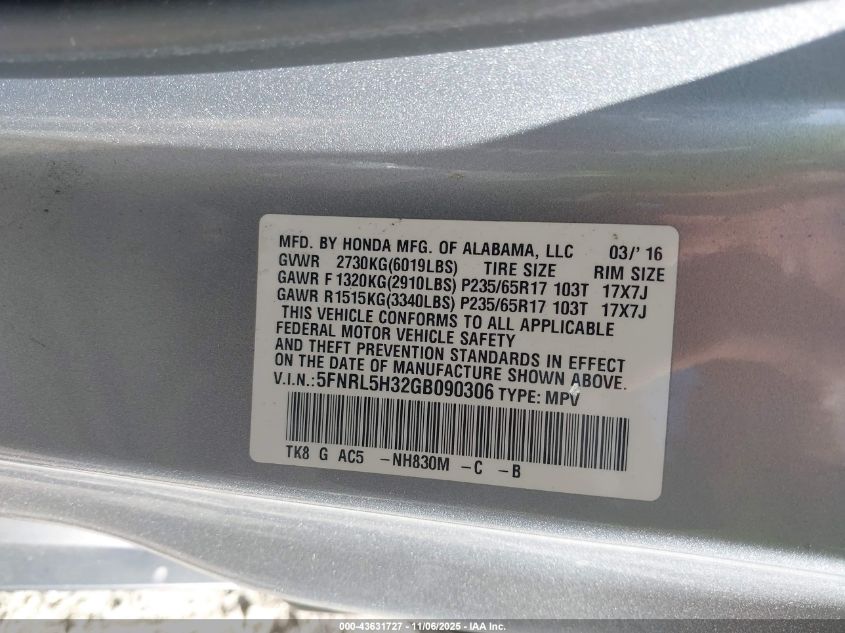 MFD. BY HONDA MFG. OF ALABAMA, LLC 03/'16
GVWR 2730KG(6019LBS) TIRE SIZE RIM SIZE
GAWR F 1320KG(2910LBS) P235/65R17 103T 17X7J
GAWR R1515KG(3340LBS) P235/65R17 103T 17X7J
THIS VEHICLE CONFORMS TO ALL APPLICABLE
FEDERAL MOTOR VEHICLE SAFETY
AND THEFT PREVENTION STANDARDS IN EFFECT
ON THE DATE OF MANUFACTURE SHOWN ABOVE.
V.I.N.:5FNRL5H32GB090306 TYPE: MPV
TK8 G AC5 -NH830M -C -B
000-43631727 - 11/06/2025 - IAA Inc.